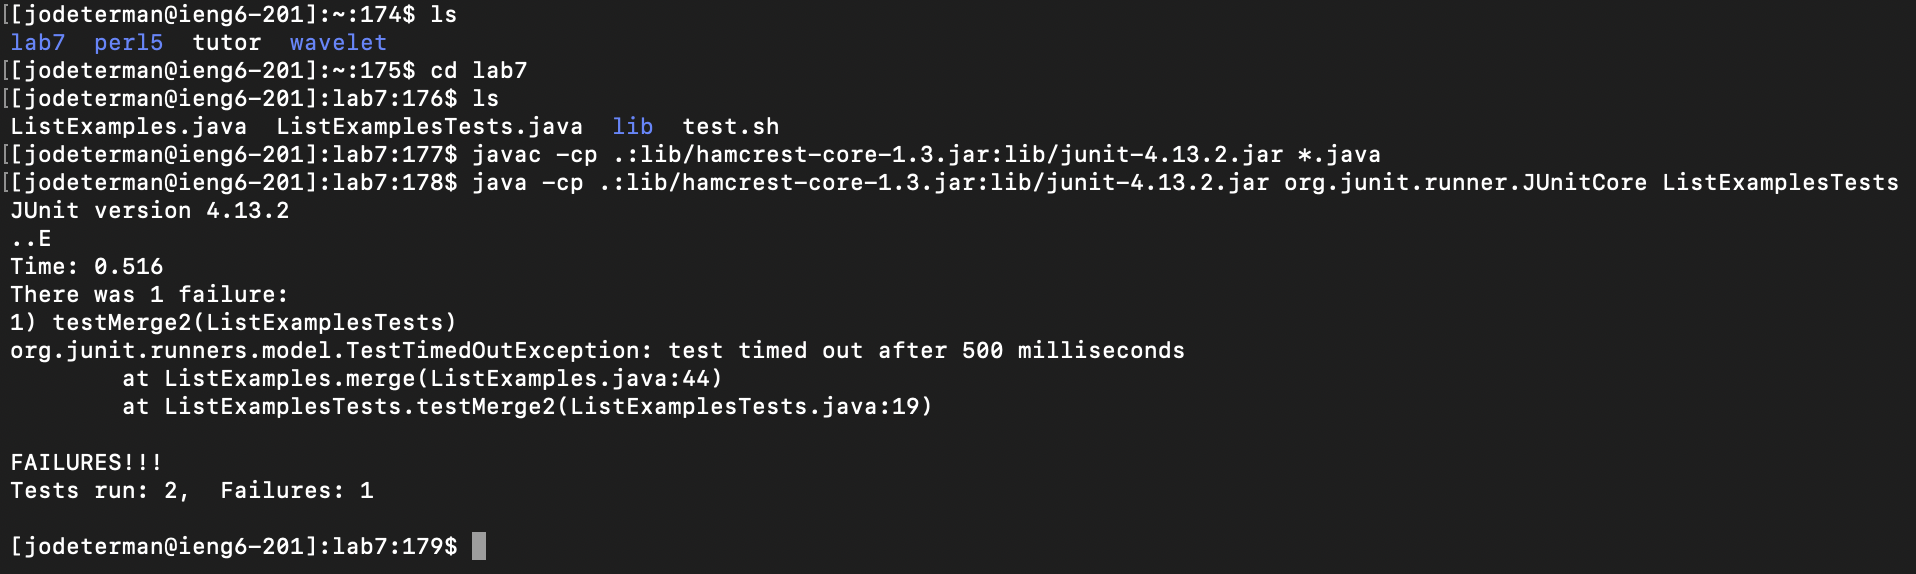 [[jodeterman@ieng6-201]:~:174$ ls
lab7  perl5  tutor  wavelet
[[jodeterman@ieng6-201]:~:175$ cd lab7
[[jodeterman@ieng6-201]:lab7:176$ ls
ListExamples.java  ListExamplesTests.java  lib  test.sh
[[jodeterman@ieng6-201]:lab7:177$ javac -cp .:lib/hamcrest-core-1.3.jar:lib/junit-4.13.2.jar *.java
[[jodeterman@ieng6-201]:lab7:178$ java -cp .:lib/hamcrest-core-1.3.jar:lib/junit-4.13.2.jar org.junit.runner.JUnitCore ListExamplesTests
JUnit version 4.13.2
..E
Time: 0.516
There was 1 failure:
1) testMerge2(ListExamplesTests)
org.junit.runners.model.TestTimedOutException: test timed out after 500 milliseconds
        at ListExamples.merge(ListExamples.java:44)
        at ListExamplesTests.testMerge2(ListExamplesTests.java:19)

FAILURES!!!
Tests run: 2,  Failures: 1

[jodeterman@ieng6-201]:lab7:179$